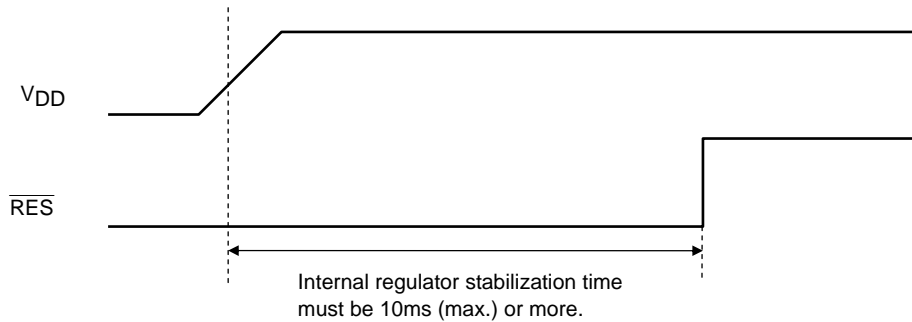 VDD
RES
Internal regulator stabilization time
must be 10ms (max.) or more.